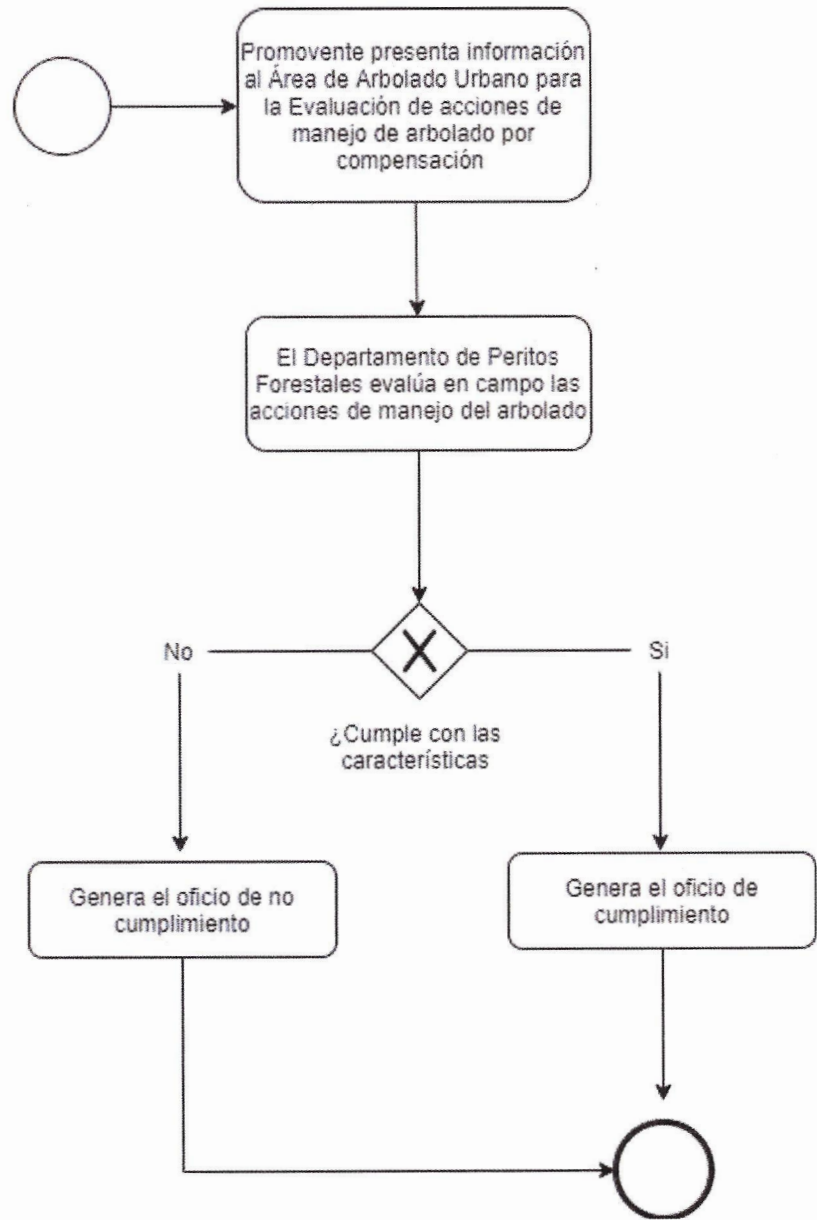 Promovente presenta información
al Área de Arbolado Urbano para
la Evaluación de acciones de
manejo de arbolado por
compensación
El Departamento de Peritos
Forestales evalúa en campo las
acciones de manejo del arbolado
No
Si
¿Cumple con las
características
Genera el oficio de no
cumplimiento
Genera el oficio de
cumplimiento